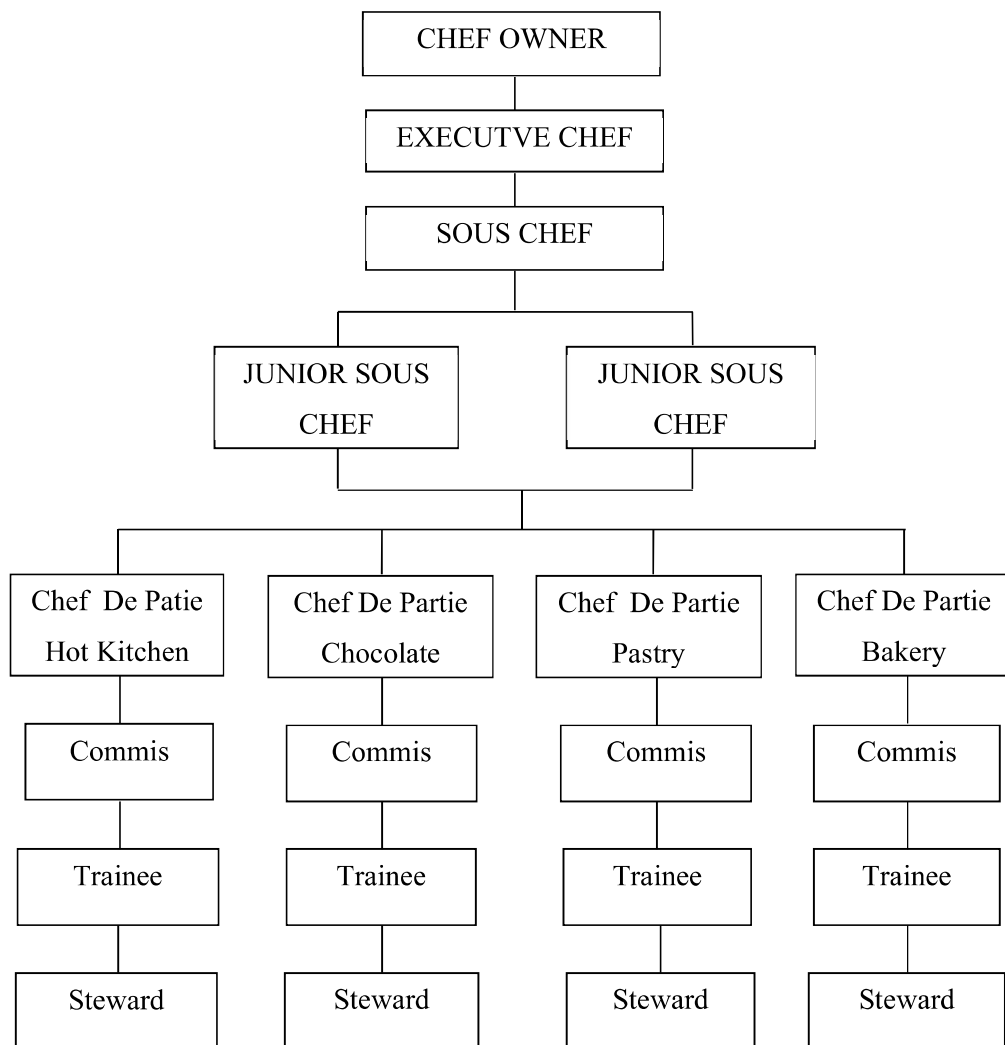 CHEF OWNER
EXECUTVE CHEF
SOUS CHEF
JUNIOR SOUS
CHEF
JUNIOR SOUS
CHEF
Chef De Patie
Hot Kitchen
Chef De Partie
Chocolate
Chef De Partie
Pastry
Chef De Partie
Bakery
Commis
Commis
Commis
Commis
Trainee
Trainee
Trainee
Trainee
Steward
Steward
Steward
Steward